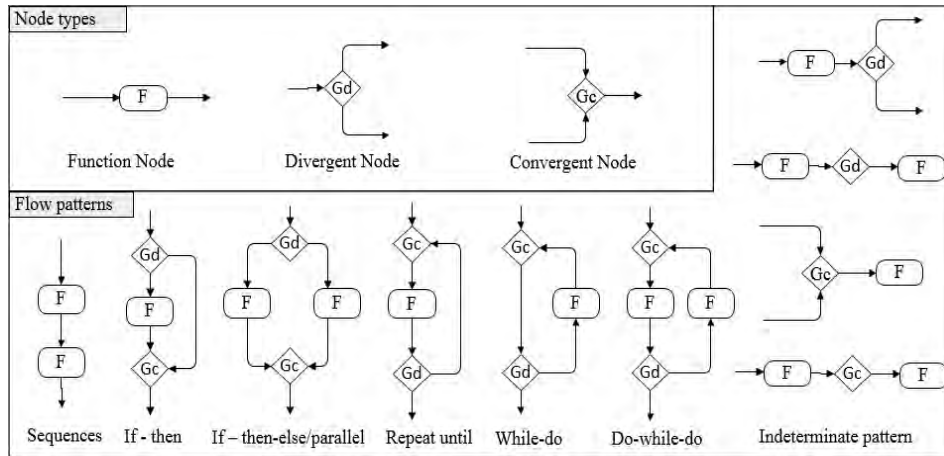 Node types
F
Gd
Gc
Function Node
Divergent Node
Convergent Node
F
Gd
F
Gd
F
Flow patterns
F
F
Sequences
Gd
F
Gc
If - then
Gd
F
F
Gc
If – then-else/parallel
Gc
F
Gd
Repeat until
Gc
F
Gd
While-do
Gc
F
F
Gd
Do-while-do
Gc
F
F
Gc
F
Indeterminate pattern